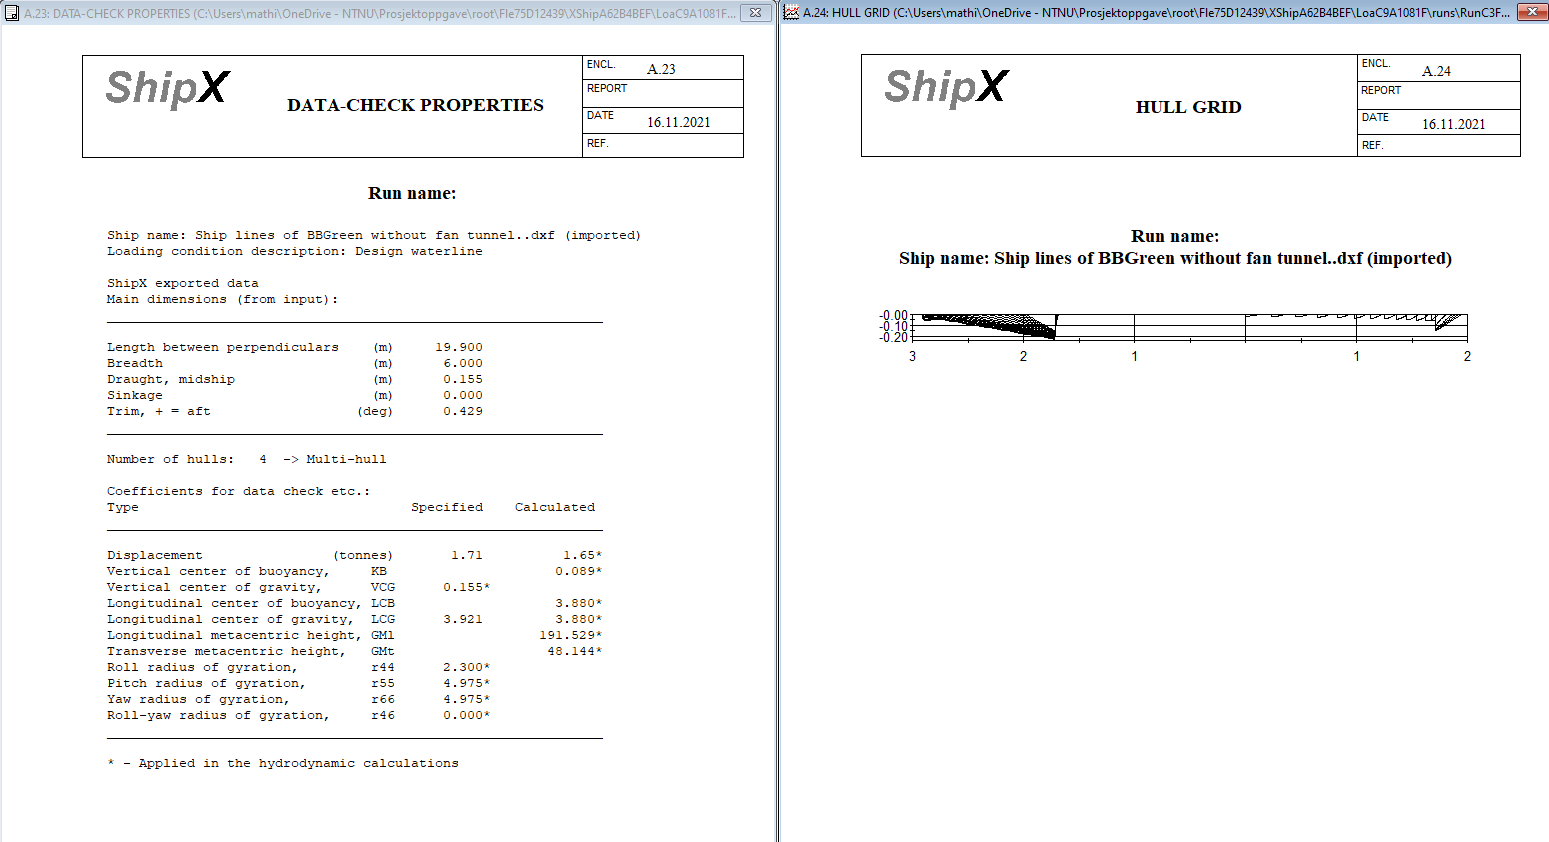 A.23: DATA-CHECK PROPERTIES (C:\Users\mathi\OneDrive - NTNU\Prosjektoppgave\root\Fle75D12439\XShipA62B4BEF\LoaC9A1081F...
ShipX
DATA-CHECK PROPERTIES
ENCL. A.23
REPORT
DATE 16.11.2021
REF.
Run name:
Ship name: Ship lines of BBGreen without fan tunnel..dxf (imported)
Loading condition description: Design waterline
ShipX exported data
Main dimensions (from input):
Length between perpendiculars (m) 19.900
Breadth (m) 6.000
Draught, midship (m) 0.155
Sinkage (m) 0.000
Trim, + = aft (deg) 0.429
Number of hulls: 4 -> Multi-hull
Coefficients for data check etc.:
Type Specified Calculated
Displacement (tonnes) 1.71 1.65*
Vertical center of buoyancy, KB 0.089*
Vertical center of gravity, VCG 0.155*
Longitudinal center of buoyancy, LCB 3.880*
Longitudinal center of gravity, LCG 3.921 3.880*
Longitudinal metacentric height, GMl 191.529*
Transverse metacentric height, GMt 48.144*
Roll radius of gyration, r44 2.300*
Pitch radius of gyration, r55 4.975*
Yaw radius of gyration, r66 4.975*
Roll-yaw radius of gyration, r46 0.000*
* - Applied in the hydrodynamic calculations
A.24: HULL GRID (C:\Users\mathi\OneDrive - NTNU\Prosjektoppgave\root\Fle75D12439\XShipA62B4BEF\LoaC9A1081F\runs\RunC3F...
ShipX
HULL GRID
ENCL. A.24
REPORT
DATE 16.11.2021
REF.
Run name:
Ship name: Ship lines of BBGreen without fan tunnel..dxf (imported)
-0.00
-0.10
-0.20
3 2 1 1 2